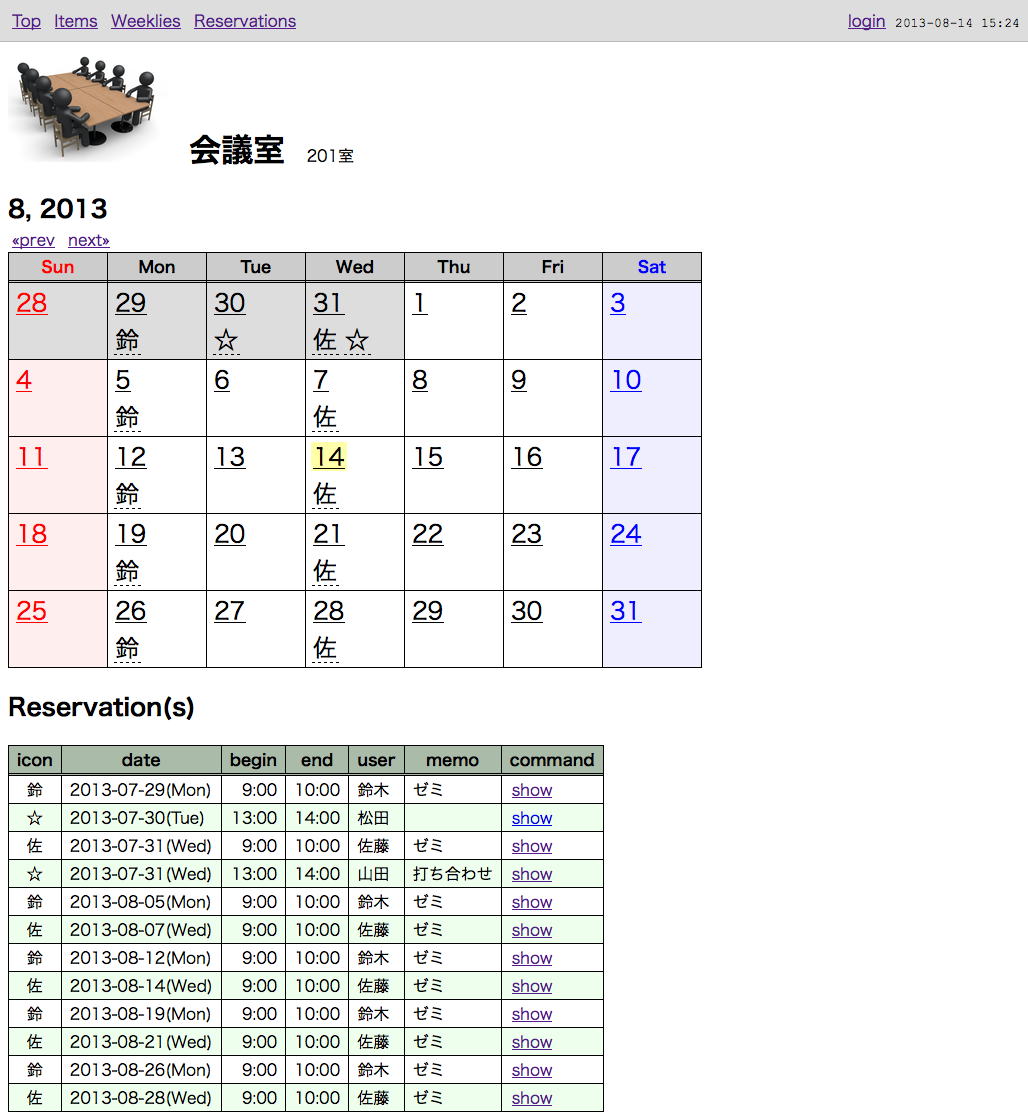 Top Items Weeklies Reservations login 2013-08-14 15:24
会議室 201室
8, 2013
«prev next»
Sun Mon Tue Wed Thu Fri Sat
28 29 30 31 1 2 3
鈴 ☆ 佐 ☆
4 5 6 7 8 9 10
鈴 佐
11 12 13 14 15 16 17
鈴 佐
18 19 20 21 22 23 24
鈴 佐
25 26 27 28 29 30 31
鈴 佐
Reservation(s)
icon date begin end user memo command
鈴 2013-07-29(Mon) 9:00 10:00 鈴木 ゼミ show
☆ 2013-07-30(Tue) 13:00 14:00 松田 show
佐 2013-07-31(Wed) 9:00 10:00 佐藤 ゼミ show
☆ 2013-07-31(Wed) 13:00 14:00 山田 打ち合わせ show
鈴 2013-08-05(Mon) 9:00 10:00 鈴木 ゼミ show
佐 2013-08-07(Wed) 9:00 10:00 佐藤 ゼミ show
鈴 2013-08-12(Mon) 9:00 10:00 鈴木 ゼミ show
佐 2013-08-14(Wed) 9:00 10:00 佐藤 ゼミ show
鈴 2013-08-19(Mon) 9:00 10:00 鈴木 ゼミ show
佐 2013-08-21(Wed) 9:00 10:00 佐藤 ゼミ show
鈴 2013-08-26(Mon) 9:00 10:00 鈴木 ゼミ show
佐 2013-08-28(Wed) 9:00 10:00 佐藤 ゼミ show